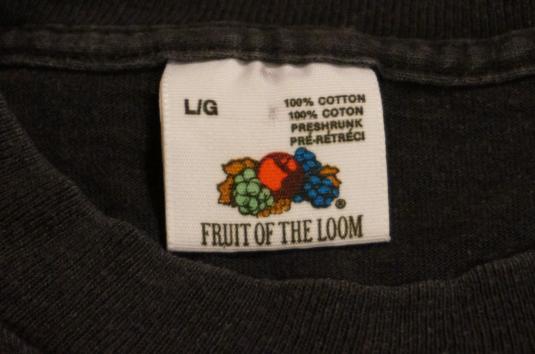 L/G
100% COTTON
100% COTON
PRESHRUNK
PRÉ-RÉTRÉCI
®
FRUIT OF THE LOOM